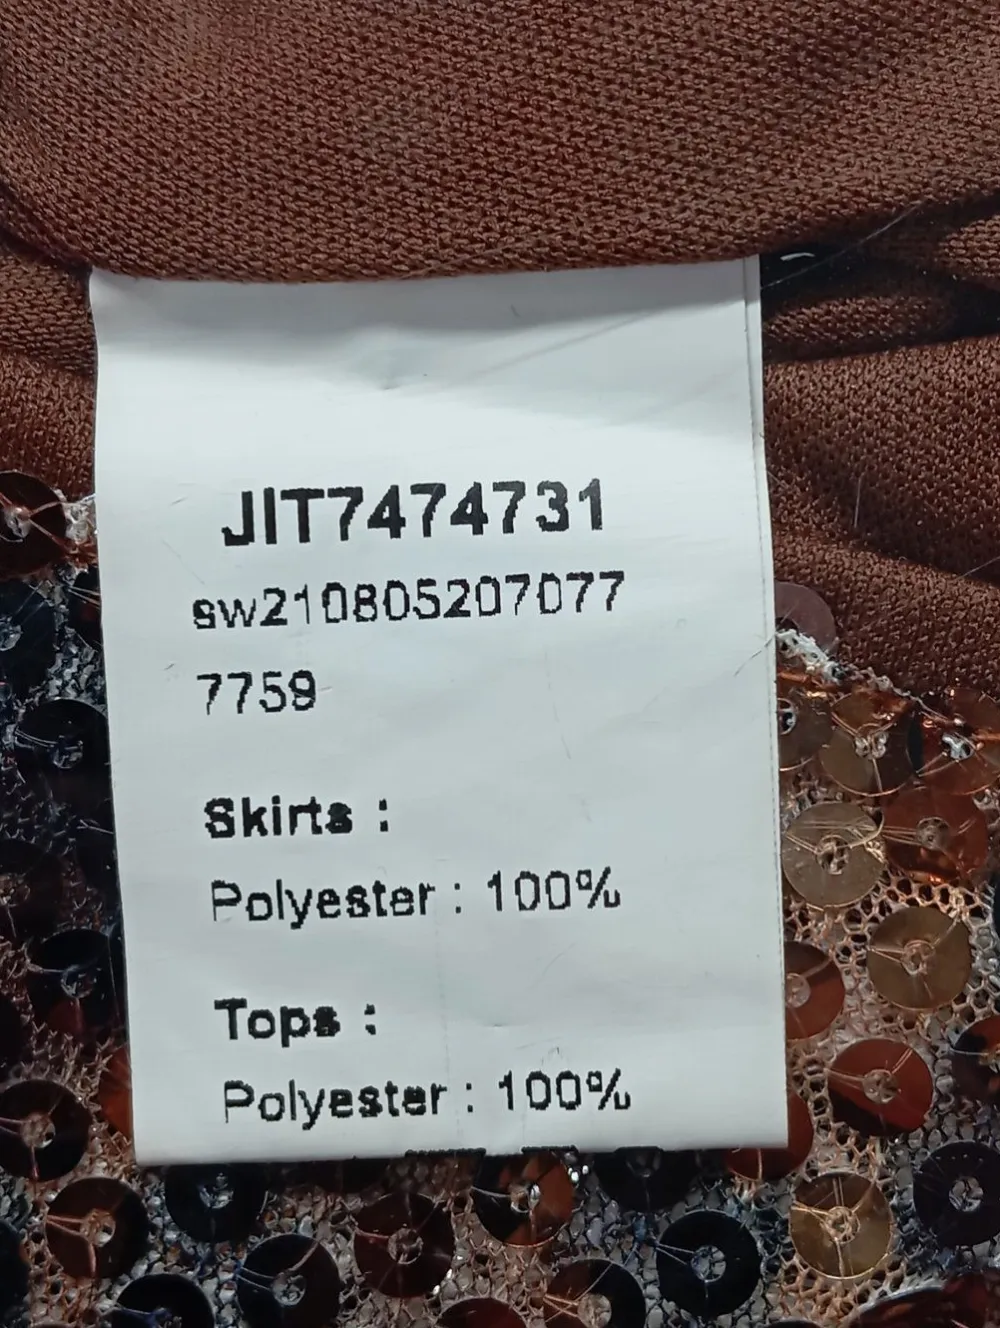 JIT7474731
sw210805207077
7759
Skirts :
Polyester : 100%
Tops :
Polyester : 100%